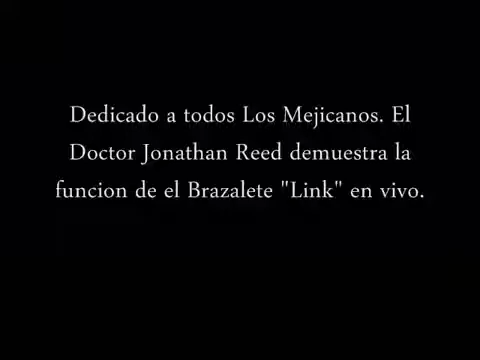 Dedicado a todos Los Mejicanos. El
Doctor Jonathan Reed demuestra la
funcion de el Brazalete "Link" en vivo.